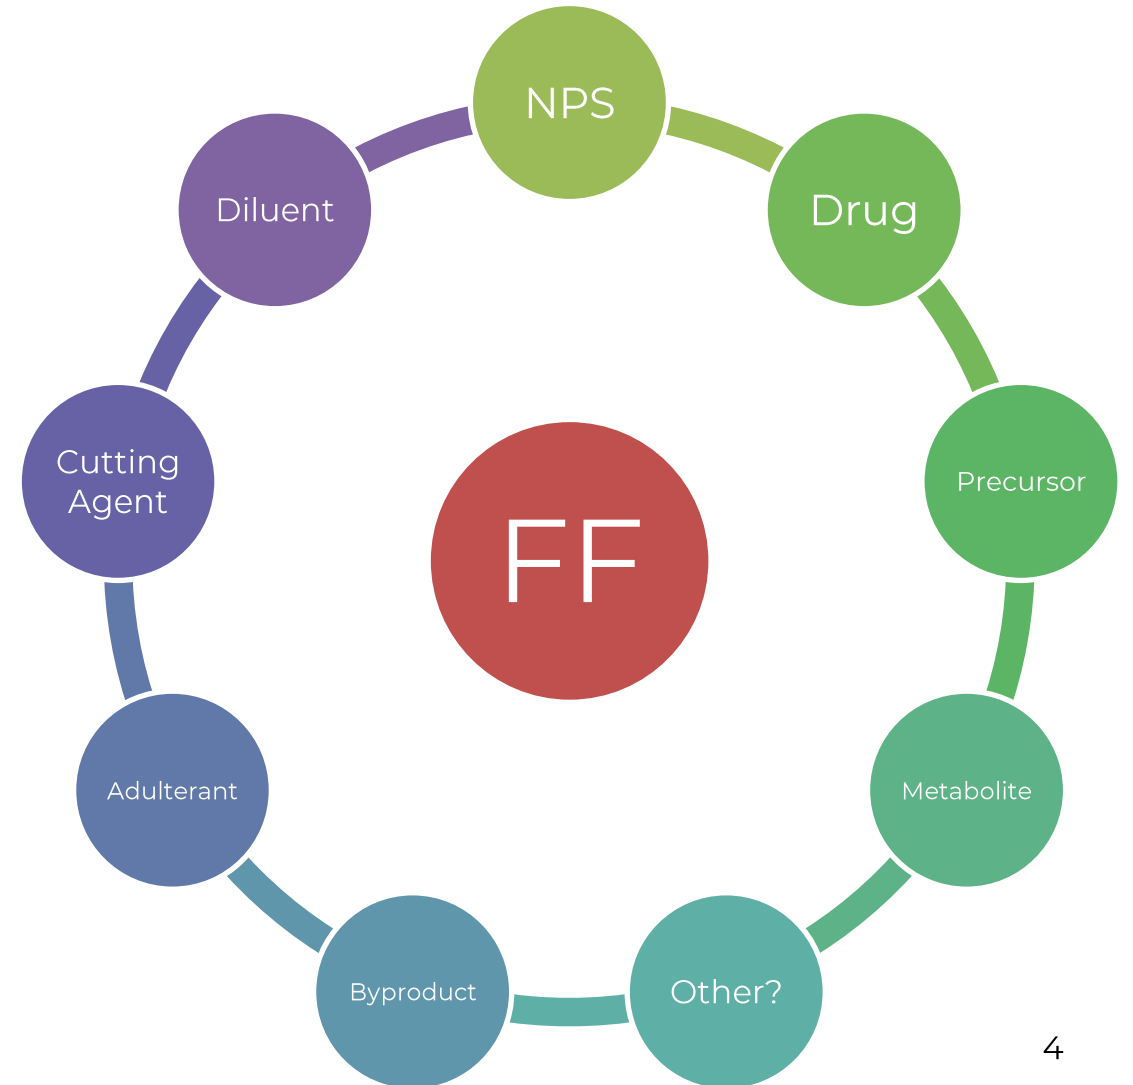 NPS
Drug
Precursor
Metabolite
Other?
Byproduct
Adulterant
Cutting
Agent
Diluent
FF
4